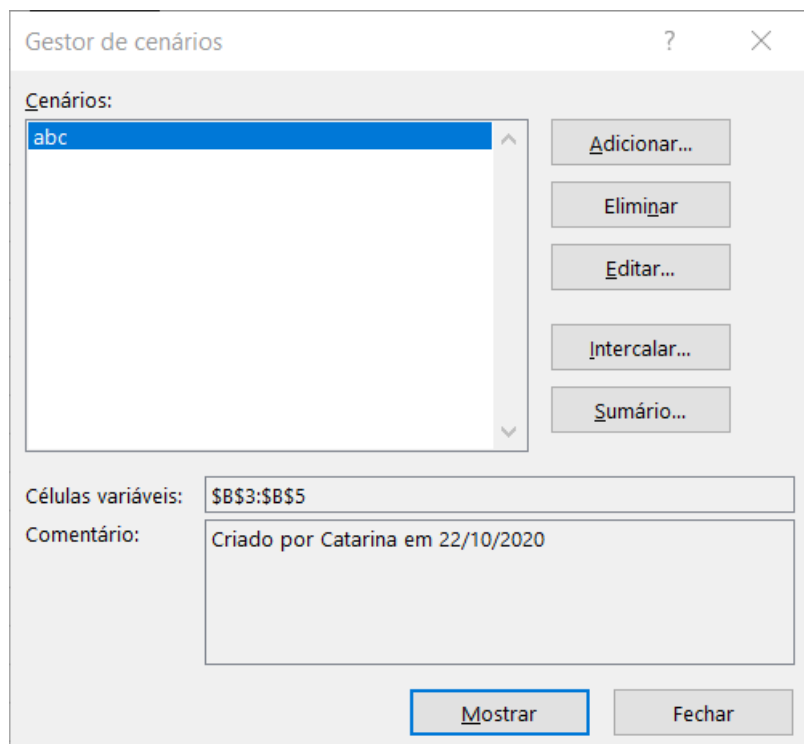 Gestor de cenários ?
Cenários:
abc
Adicionar...
Eliminar
Editar...
Intercalar...
Sumário...
Células variáveis: $B$3:$B$5
Comentário: Criado por Catarina em 22/10/2020
Mostrar Fechar